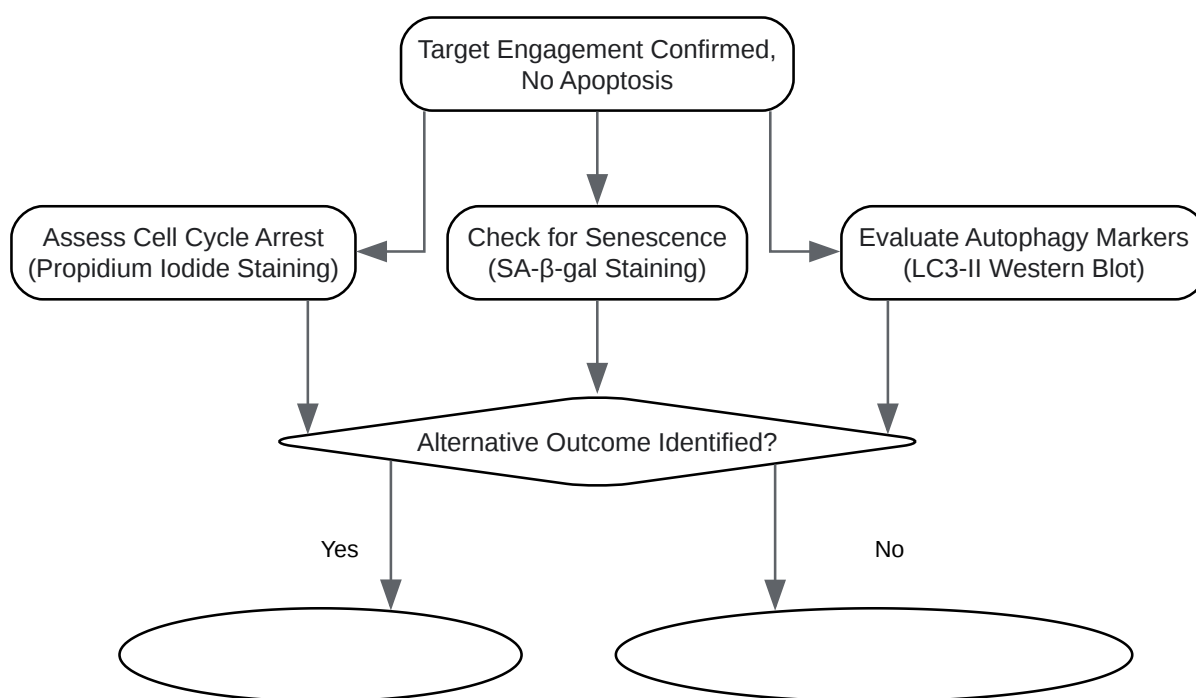 Target Engagement Confirmed,
No Apoptosis
Assess Cell Cycle Arrest
(Propidium Iodide Staining)
Check for Senescence
(SA-β-gal Staining)
Evaluate Autophagy Markers
(LC3-II Western Blot)
Alternative Outcome Identified?
Yes
No